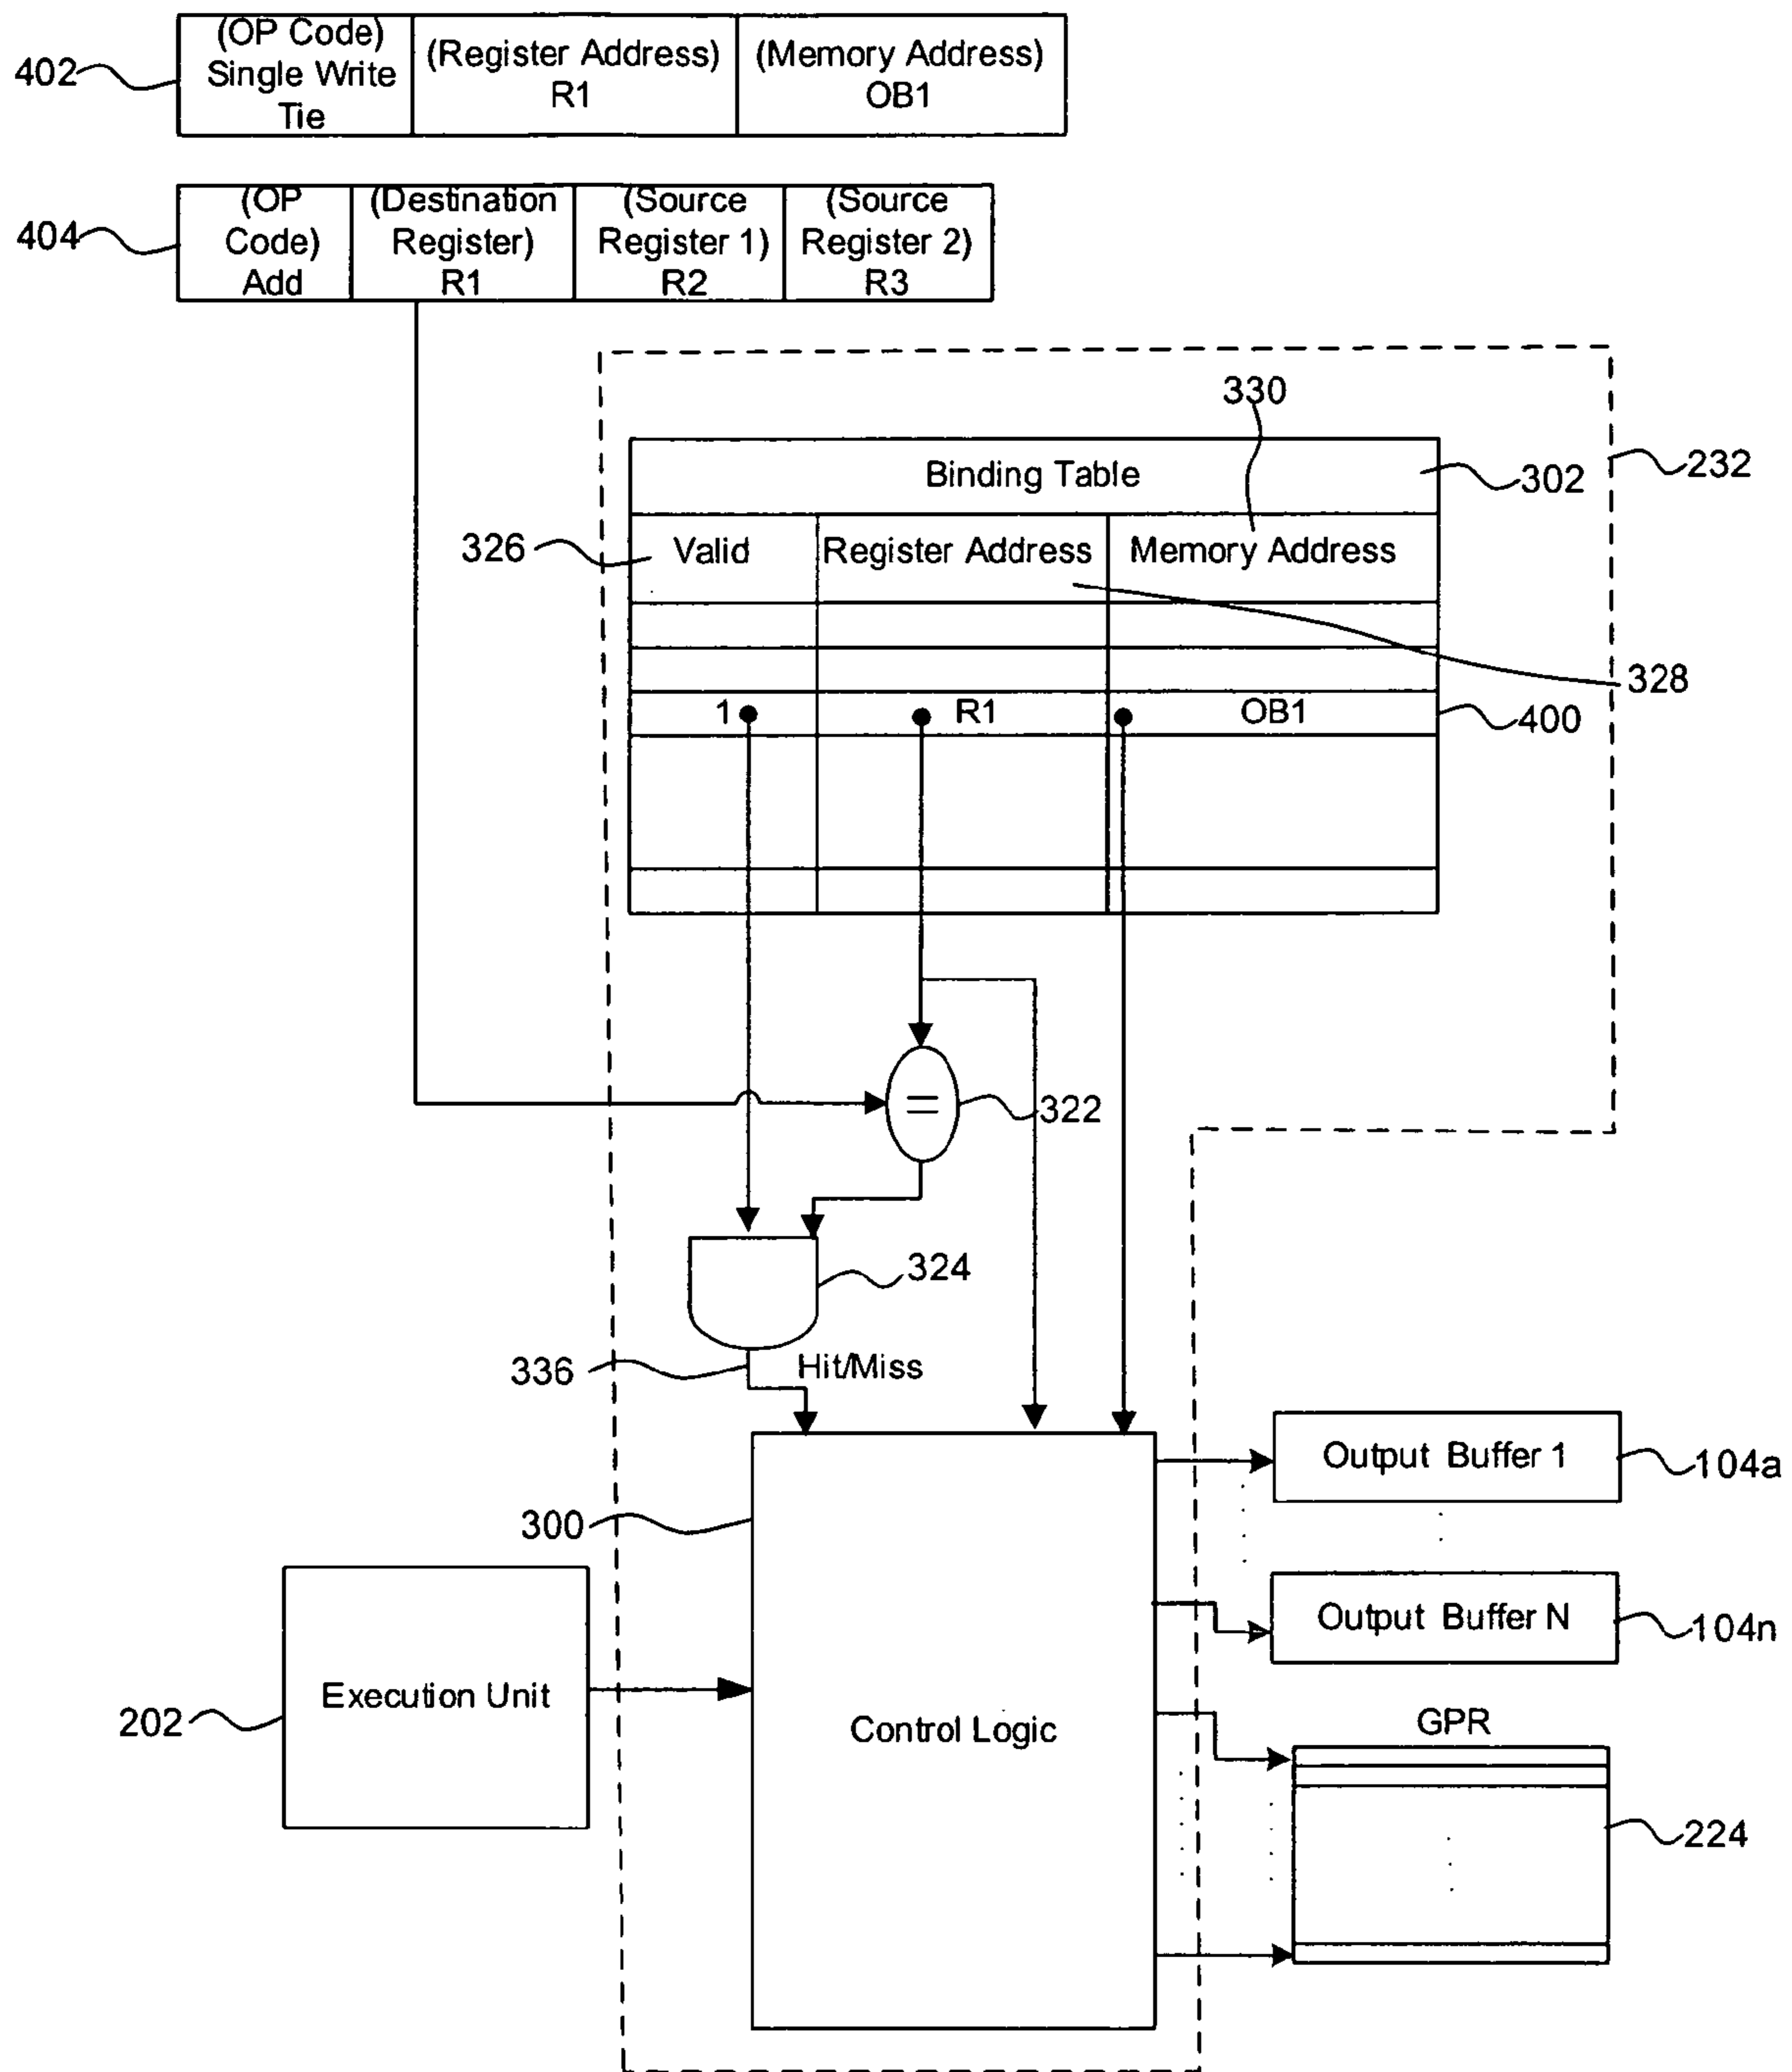 402
(OP Code)
Single Write
Tie
(Register Address)
R1
(Memory Address)
OB1
404
(OP
Code)
Add
(Destination
Register)
R1
(Source
Register 1)
R2
(Source
Register 2)
R3
330
Binding Table
302
232
326
Valid
Register Address
Memory Address
328
1
R1
OB1
400
=
322
324
336
Hit/Miss
Output Buffer 1
104a
300
Output Buffer N
104n
Execution Unit
202
Control Logic
GPR
224